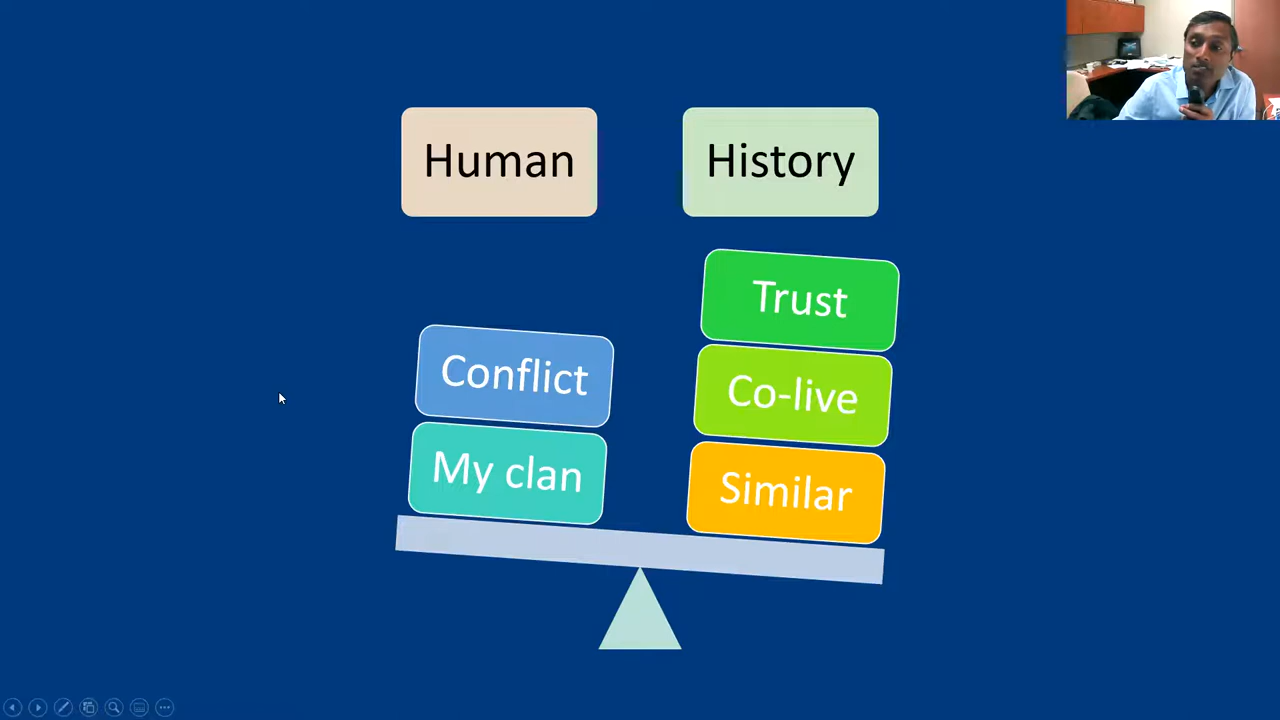 Human
History
Trust
Conflict
Co-live
My clan
Similar